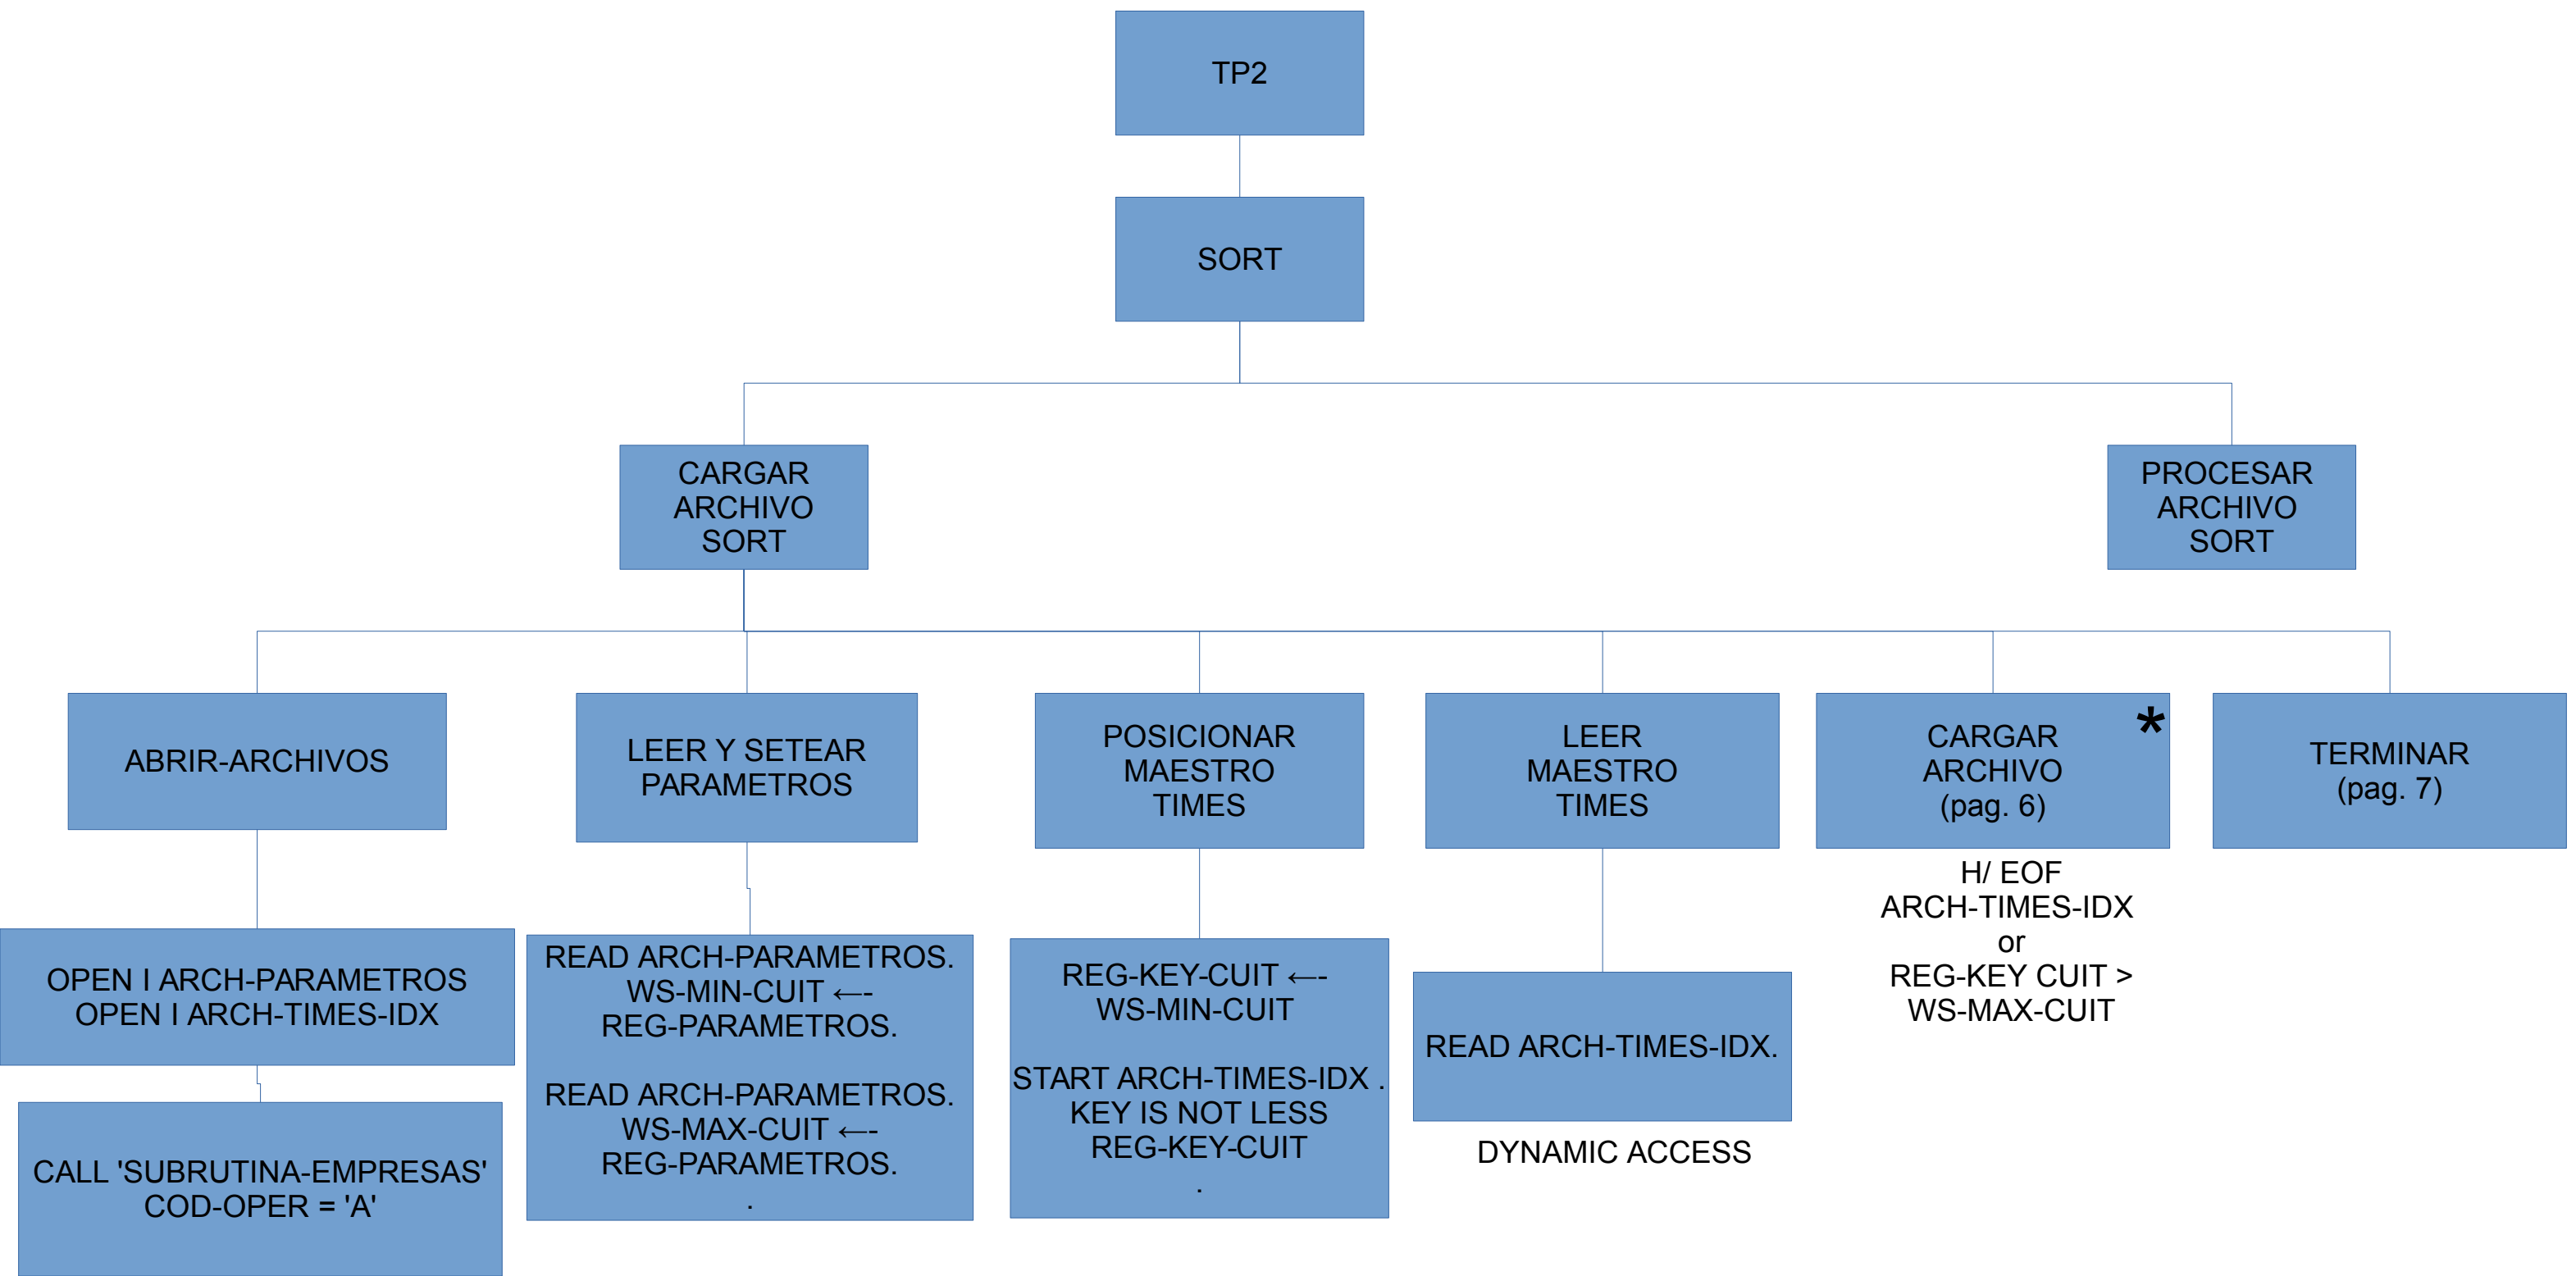 TP2
SORT
CARGAR
ARCHIVO
SORT
PROCESAR
ARCHIVO
SORT
ABRIR-ARCHIVOS
LEER Y SETEAR
PARAMETROS
POSICIONAR
MAESTRO
TIMES
LEER
MAESTRO
TIMES
*
CARGAR
ARCHIVO
(pag. 6)
TERMINAR
(pag. 7)
H/ EOF
ARCH-TIMES-IDX
or
REG-KEY CUIT >
WS-MAX-CUIT
OPEN I ARCH-PARAMETROS
OPEN I ARCH-TIMES-IDX
CALL 'SUBRUTINA-EMPRESAS'
COD-OPER = 'A'
READ ARCH-PARAMETROS.
WS-MIN-CUIT ←-
REG-PARAMETROS.
READ ARCH-PARAMETROS.
WS-MAX-CUIT ←-
REG-PARAMETROS.
.
REG-KEY-CUIT ←-
WS-MIN-CUIT
START ARCH-TIMES-IDX .
KEY IS NOT LESS
REG-KEY-CUIT
.
READ ARCH-TIMES-IDX.
DYNAMIC ACCESS